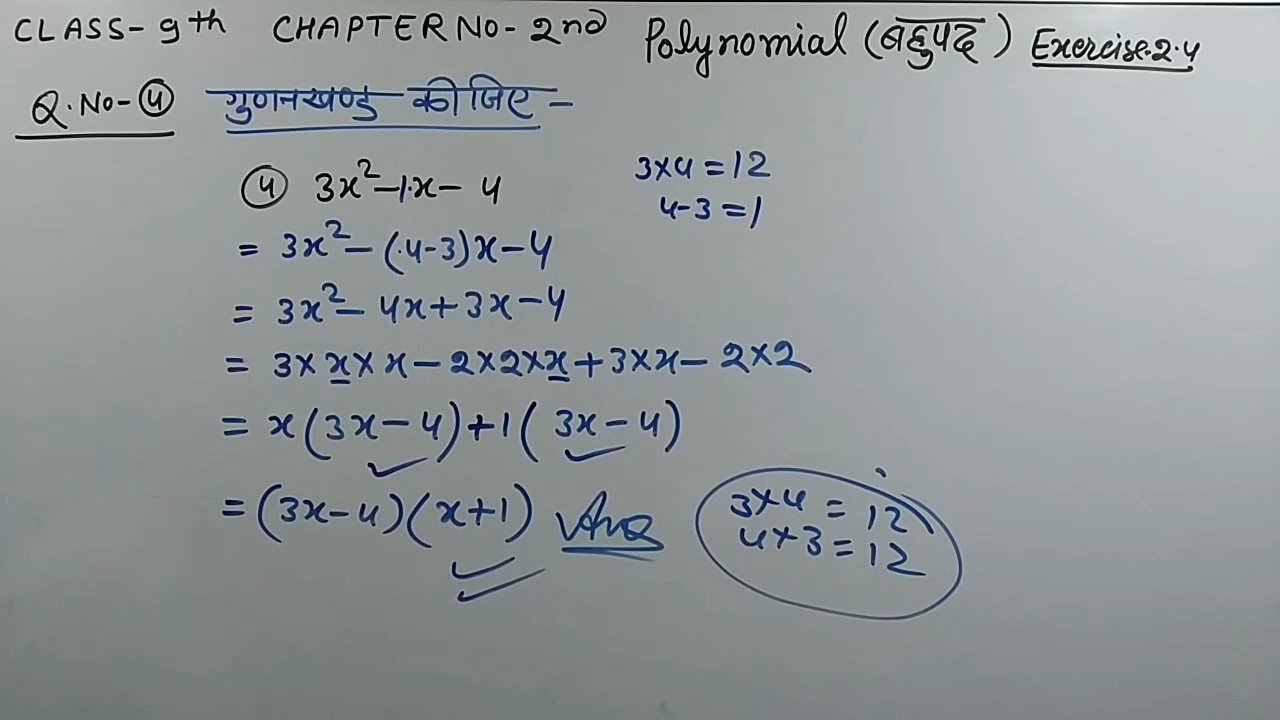 CLASS-9th CHAPTER NO-2nd Polynomial (बहुपद) Exercise.2.4
Q.No-④ गुणनखण्ड कीजिए -
④ 3x²-1·x-4
3×4=12
4-3=1
= 3x²-(4-3)x-4
= 3x²-4x+3x-4
= 3×x×x-2×2×x+3×x-2×2
= x(3x-4)+1(3x-4)
= (3x-4)(x+1) Ans
3×4=12
4×3=12